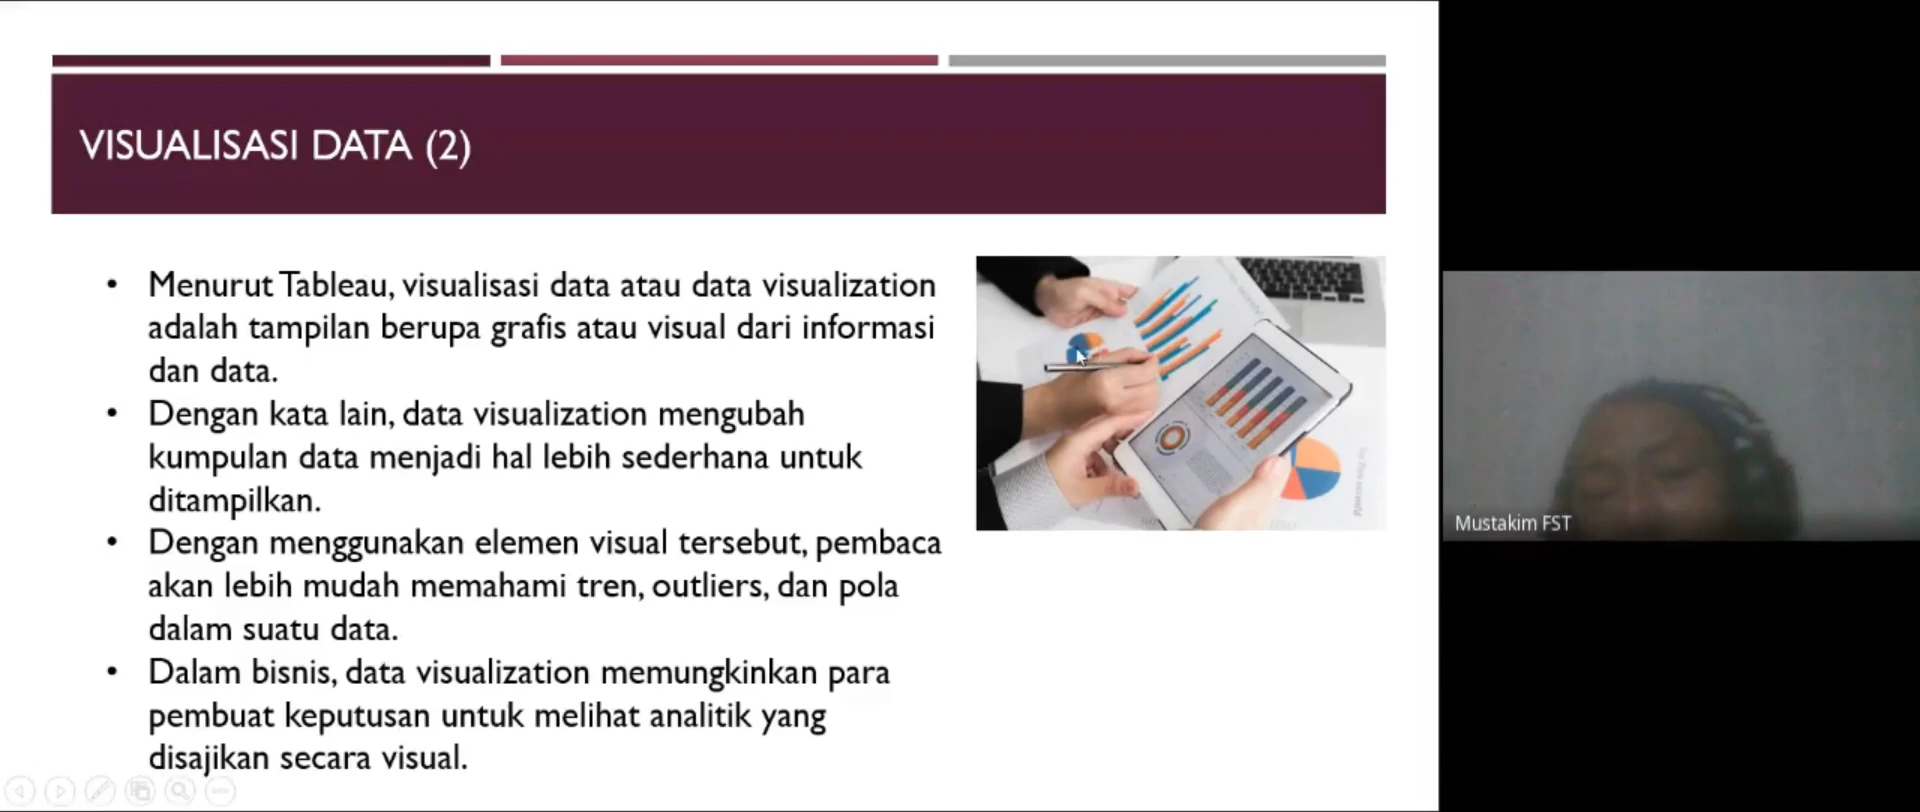 VISUALISASI DATA (2)
• Menurut Tableau, visualisasi data atau data visualization
adalah tampilan berupa grafis atau visual dari informasi
dan data.
• Dengan kata lain, data visualization mengubah
kumpulan data menjadi hal lebih sederhana untuk
ditampilkan.
• Dengan menggunakan elemen visual tersebut, pembaca
akan lebih mudah memahami tren, outliers, dan pola
dalam suatu data.
• Dalam bisnis, data visualization memungkinkan para
pembuat keputusan untuk melihat analitik yang
disajikan secara visual.
Mustakim FST